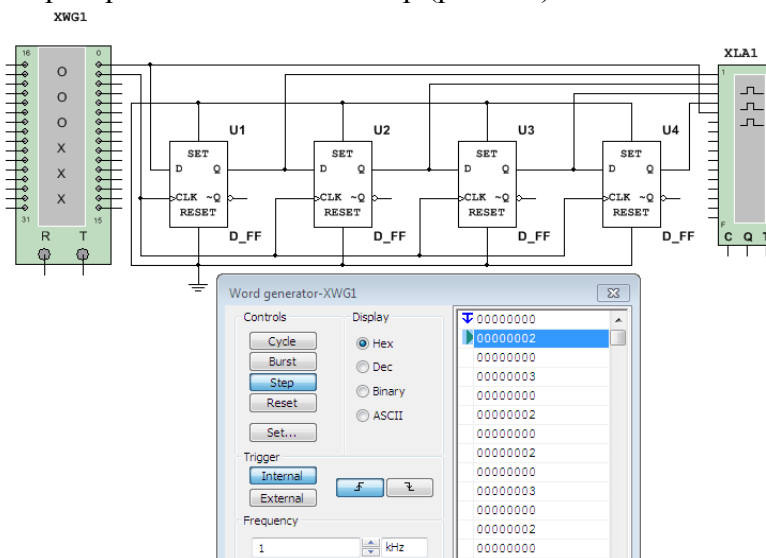 XWG1
XLA1
16
0
O
O
O
X
X
X
31
15
R
T
1
F
C
Q
T
U1
U2
U3
U4
SET
D
Q
CLK
~Q
RESET
SET
D
Q
CLK
~Q
RESET
SET
D
Q
CLK
~Q
RESET
SET
D
Q
CLK
~Q
RESET
D_FF
D_FF
D_FF
D_FF
Word generator-XWG1
Controls
Cycle
Burst
Step
Reset
Set...
Display
Hex
Dec
Binary
ASCII
Trigger
Internal
External
Frequency
1
kHz
00000000
00000002
00000000
00000003
00000000
00000002
00000000
00000002
00000000
00000003
00000000
00000002
00000000